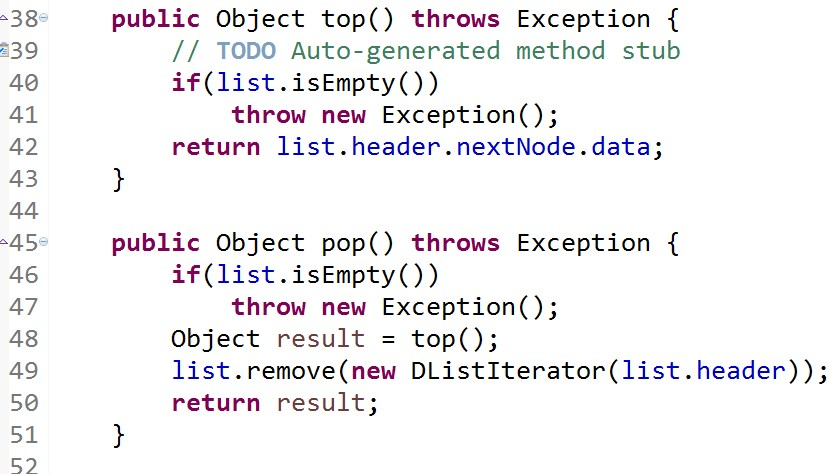 38 public Object top() throws Exception {
39 // TODO Auto-generated method stub
40 if(list.isEmpty())
41 throw new Exception();
42 return list.header.nextNode.data;
43 }
44
45 public Object pop() throws Exception {
46 if(list.isEmpty())
47 throw new Exception();
48 Object result = top();
49 list.remove(new DListIterator(list.header));
50 return result;
51 }
52